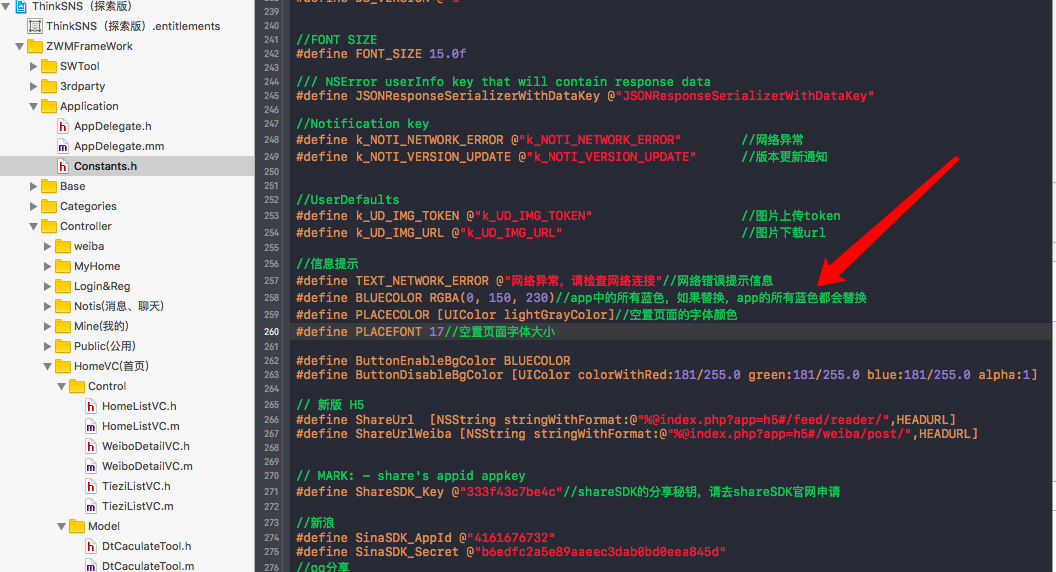 ThinkSNS（探索版）
ThinkSNS（探索版）.entitlements
ZWMFrameWork
SWTool
3rdparty
Application
AppDelegate.h
AppDelegate.mm
Constants.h
Base
Categories
Controller
weiba
MyHome
Login&Reg
Notis(消息、聊天）
Mine(我的)
Public(公用)
HomeVC(首页)
Control
HomeListVC.h
HomeListVC.m
WeiboDetailVC.h
WeiboDetailVC.m
TieziListVC.h
TieziListVC.m
Model
DtCaculateTool.h
DtCaculateTool.m
239
240
241 //FONT SIZE
242 #define FONT_SIZE 15.0f
243
244 /// NSError userInfo key that will contain response data
245 #define JSONResponseSerializerWithDataKey @"JSONResponseSerializerWithDataKey"
246
247 //Notification key
248 #define k_NOTI_NETWORK_ERROR @"k_NOTI_NETWORK_ERROR" //网络异常
249 #define k_NOTI_VERSION_UPDATE @"k_NOTI_VERSION_UPDATE" //版本更新通知
250
251
252 //UserDefaults
253 #define k_UD_IMG_TOKEN @"k_UD_IMG_TOKEN" //图片上传token
254 #define k_UD_IMG_URL @"k_UD_IMG_URL" //图片下载url
255
256 //信息提示
257 #define TEXT_NETWORK_ERROR @"网络异常，请检查网络连接"//网络错误提示信息
258 #define BLUECOLOR RGBA(0, 150, 230)//app中的所有蓝色，如果替换，app的所有蓝色都会替换
259 #define PLACECOLOR [UIColor lightGrayColor]//空置页面的字体颜色
260 #define PLACEFONT 17//空置页面字体大小
261
262 #define ButtonEnableBgColor BLUECOLOR
263 #define ButtonDisableBgColor [UIColor colorWithRed:181/255.0 green:181/255.0 blue:181/255.0 alpha:1]
264
265 // 新版 H5
266 #define ShareUrl [NSString stringWithFormat:@"%@index.php?app=h5#/feed/reader/",HEADURL]
267 #define ShareUrlWeiba [NSString stringWithFormat:@"%@index.php?app=h5#/weiba/post/",HEADURL]
268
269
270 // MARK: - share's appid appkey
271 #define ShareSDK_Key @"333f43c7be4c"//shareSDK的分享秘钥，请去shareSDK官网申请
272
273 //新浪
274 #define SinaSDK_AppId @"4161676732"
275 #define SinaSDK_Secret @"b6edfc2a5e89aaeec3dab0bd0eea845d"
276 //qq分享